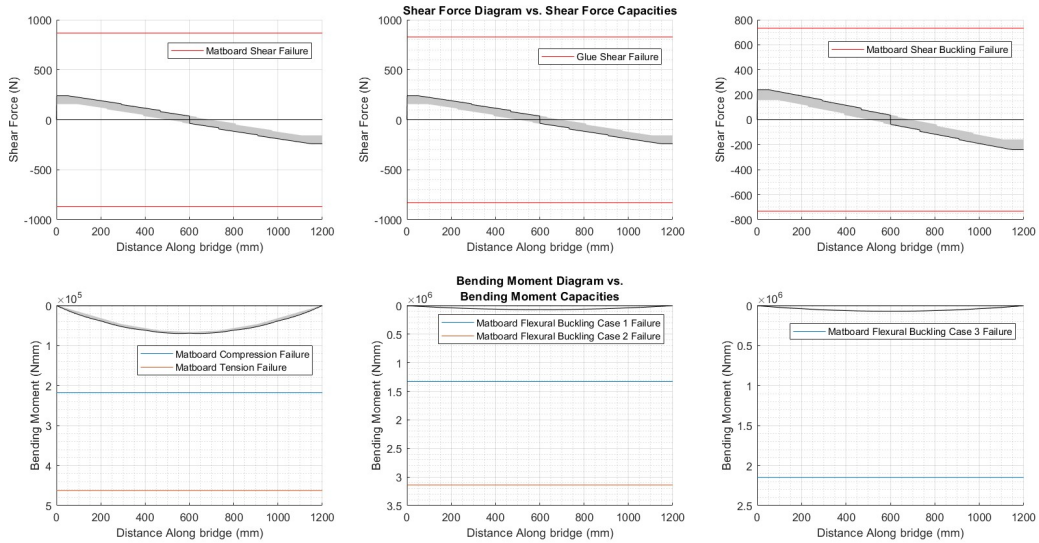 Shear Force Diagram vs. Shear Force Capacities
1000
500
0
-500
-1000
Shear Force (N)
Matboard Shear Failure
0 200 400 600 800 1000 1200
Distance Along bridge (mm)
1000
500
0
-500
-1000
Shear Force (N)
Glue Shear Failure
0 200 400 600 800 1000 1200
Distance Along bridge (mm)
800
600
400
200
0
-200
-400
-600
-800
Shear Force (N)
Matboard Shear Buckling Failure
0 200 400 600 800 1000 1200
Distance Along bridge (mm)
Bending Moment Diagram vs.
Bending Moment Capacities
×10⁵
0
1
2
3
4
5
Bending Moment (Nmm)
Matboard Compression Failure
Matboard Tension Failure
0 200 400 600 800 1000 1200
Distance Along bridge (mm)
×10⁶
0
0.5
1
1.5
2
2.5
3
3.5
Bending Moment (Nmm)
Matboard Flexural Buckling Case 1 Failure
Matboard Flexural Buckling Case 2 Failure
0 200 400 600 800 1000 1200
Distance Along bridge (mm)
×10⁶
0
0.5
1
1.5
2
2.5
Bending Moment (Nmm)
Matboard Flexural Buckling Case 3 Failure
0 200 400 600 800 1000 1200
Distance Along bridge (mm)